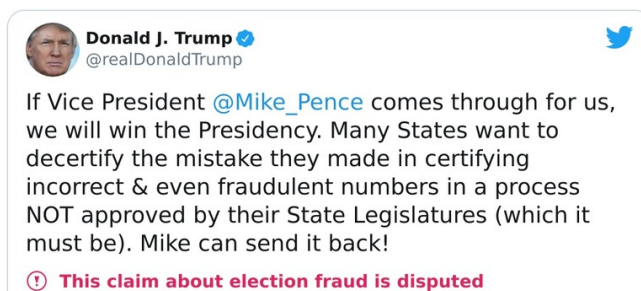 Donald J. Trump
@realDonaldTrump
If Vice President @Mike_Pence comes through for us,
we will win the Presidency. Many States want to
decertify the mistake they made in certifying
incorrect & even fraudulent numbers in a process
NOT approved by their State Legislatures (which it
must be). Mike can send it back!
This claim about election fraud is disputed